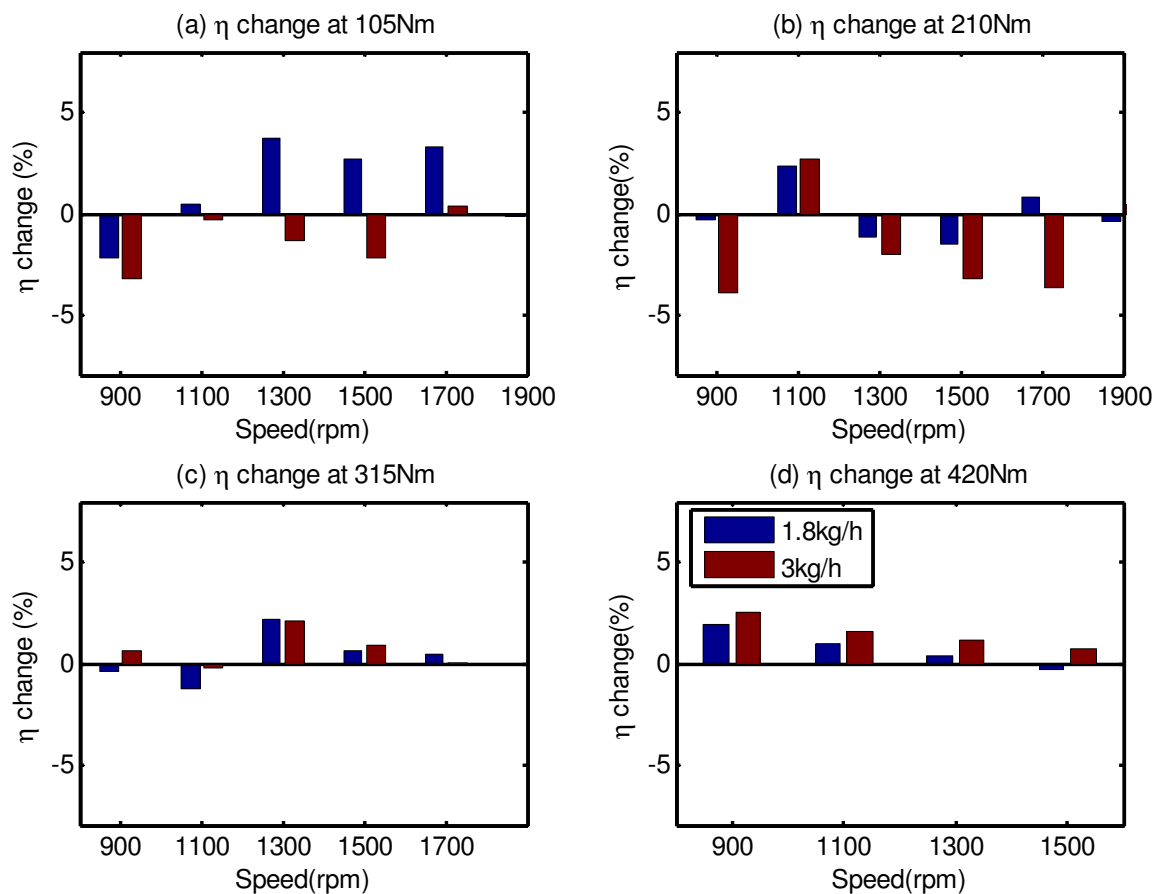 (a) η change at 105Nm
η change (%)
5
0
-5
900 1100 1300 1500 1700 1900
Speed(rpm)
(b) η change at 210Nm
η change(%)
5
0
-5
900 1100 1300 1500 1700 1900
Speed(rpm)
(c) η change at 315Nm
η change (%)
5
0
-5
900 1100 1300 1500 1700
Speed(rpm)
(d) η change at 420Nm
η change(%)
5
0
-5
1.8kg/h
3kg/h
900 1100 1300 1500
Speed(rpm)